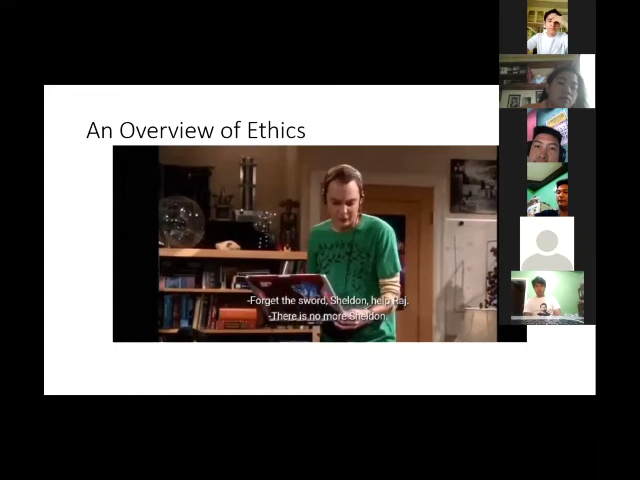 An Overview of Ethics
-Forget the sword, Sheldon, help Raj.
-There is no more Sheldon.